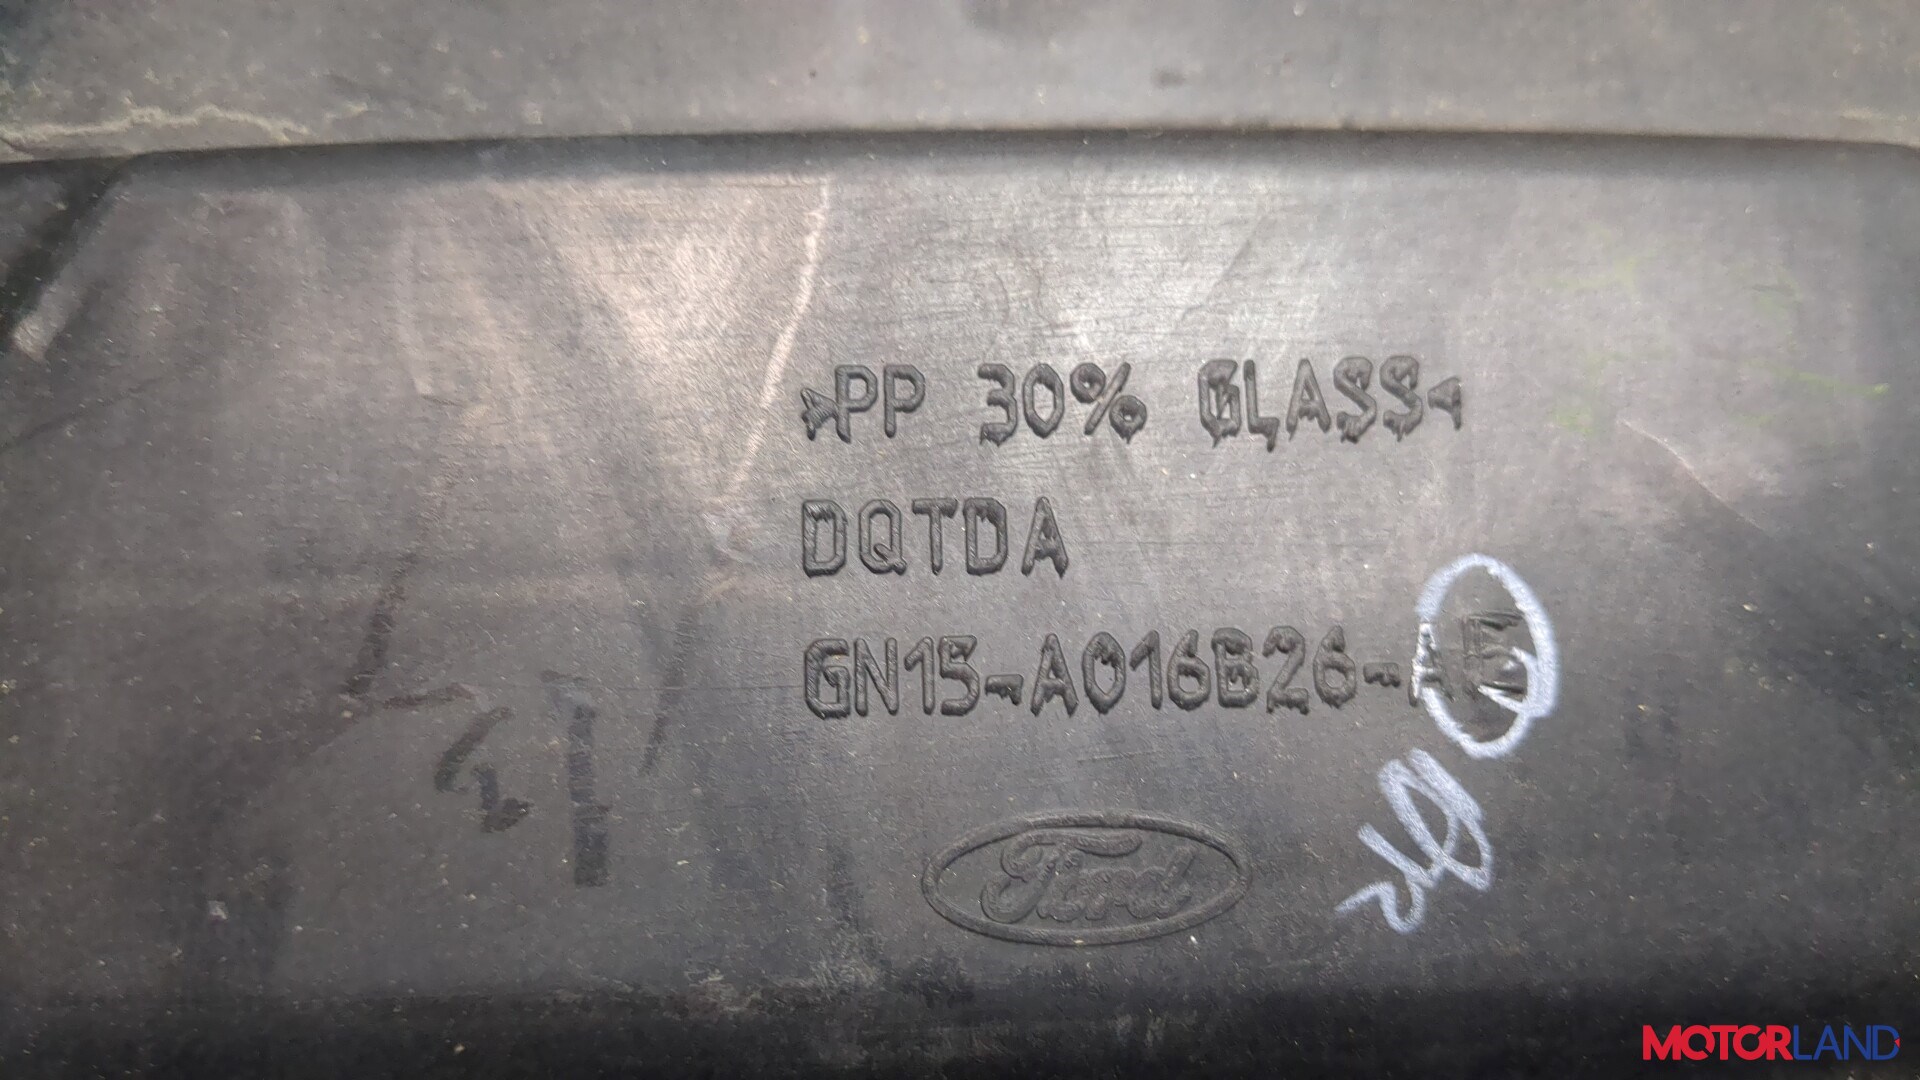 >PP 30% GLASS<
DQTDA
GN15-A016B26-AE
Ford
MOTORLAND